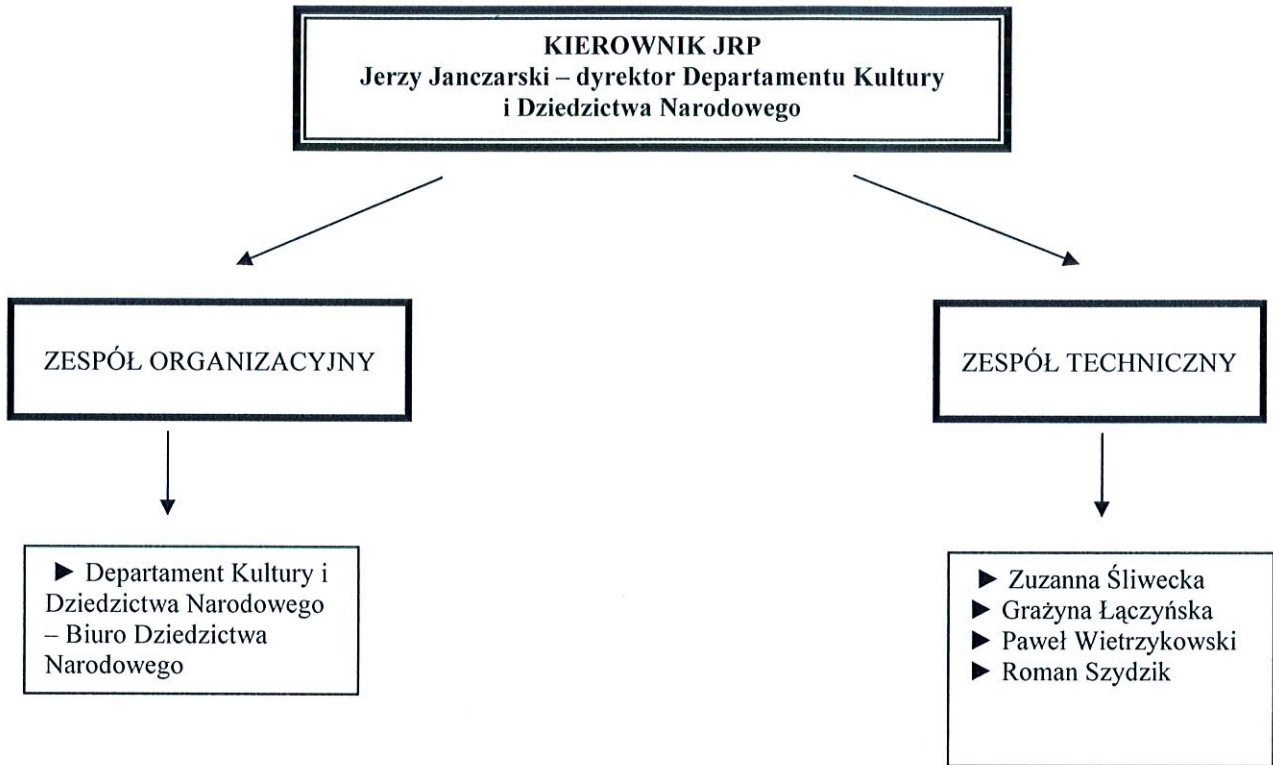 KIEROWNIK JRP
Jerzy Janczarski – dyrektor Departamentu Kultury
i Dziedzictwa Narodowego
ZESPÓŁ ORGANIZACYJNY
ZESPÓŁ TECHNICZNY
► Departament Kultury i
Dziedzictwa Narodowego
– Biuro Dziedzictwa
Narodowego
► Zuzanna Śliwecka
► Grażyna Łączyńska
► Paweł Wietrzykowski
► Roman Szydzik